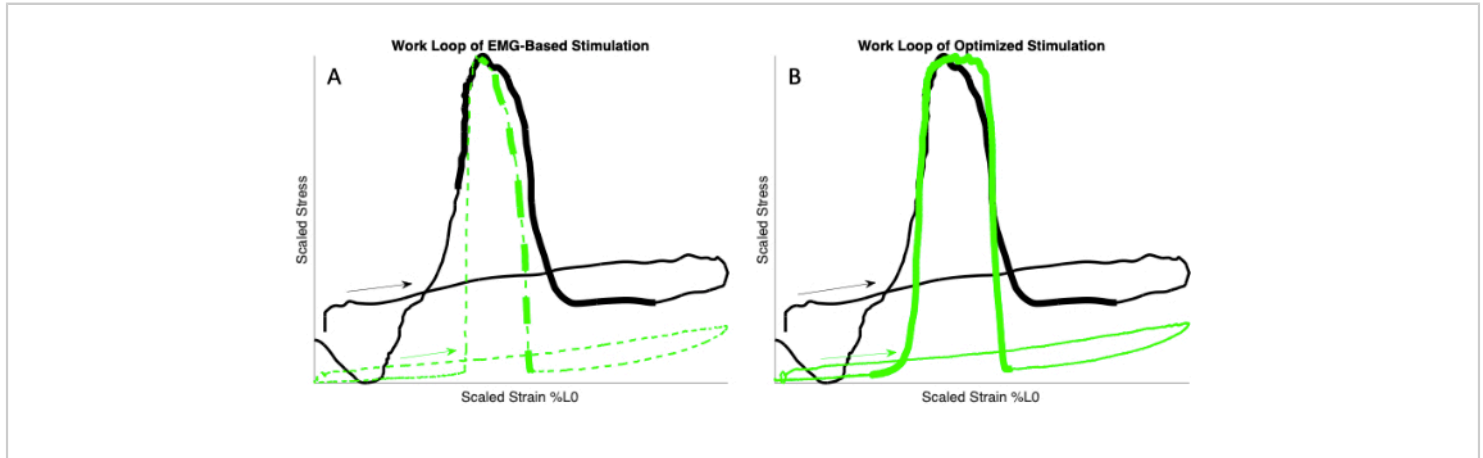 Work Loop of EMG-Based Stimulation
A
Scaled Stress
Scaled Strain %L0
Work Loop of Optimized Stimulation
B
Scaled Stress
Scaled Strain %L0